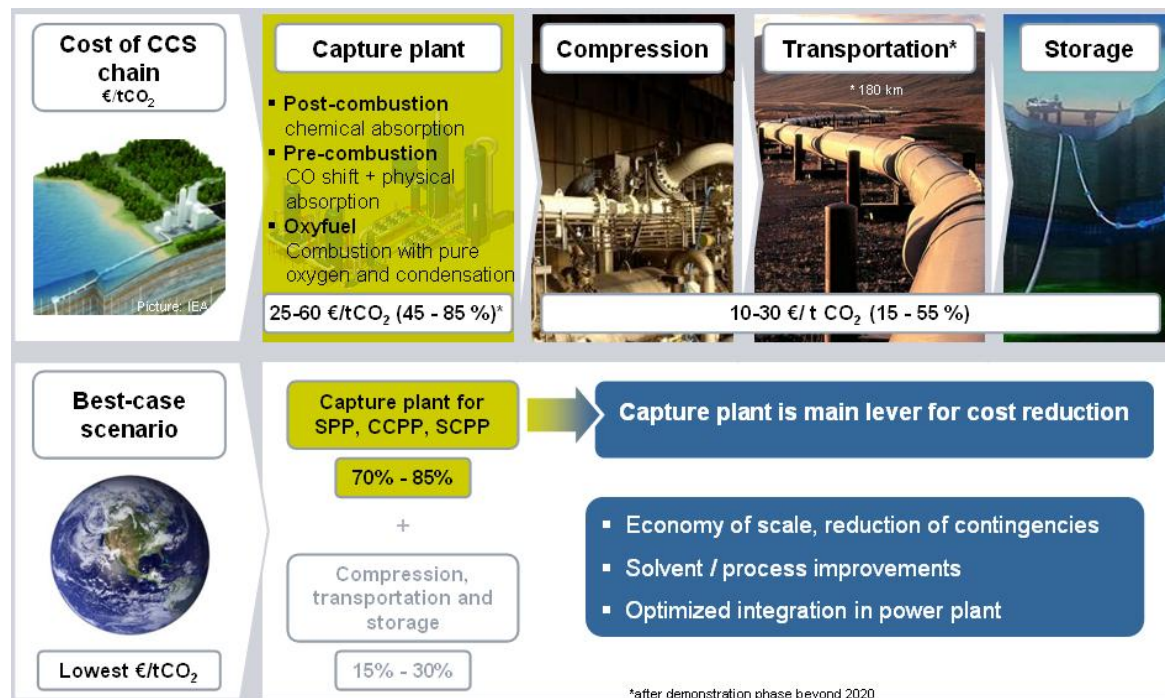 Cost of CCS
chain
€/tCO₂
Picture: IEA
Capture plant
▪ Post-combustion
chemical absorption
▪ Pre-combustion
CO shift + physical
absorption
▪ Oxyfuel
Combustion with pure
oxygen and condensation
25-60 €/tCO₂ (45 - 85 %)*
Compression
Transportation*
* 180 km
Storage
10-30 €/ t CO₂ (15 - 55 %)
Best-case
scenario
Lowest €/tCO₂
Capture plant for
SPP, CCPP, SCPP
70% - 85%
+
Compression,
transportation and
storage
15% - 30%
Capture plant is main lever for cost reduction
▪ Economy of scale, reduction of contingencies
▪ Solvent / process improvements
▪ Optimized integration in power plant
*after demonstration phase beyond 2020